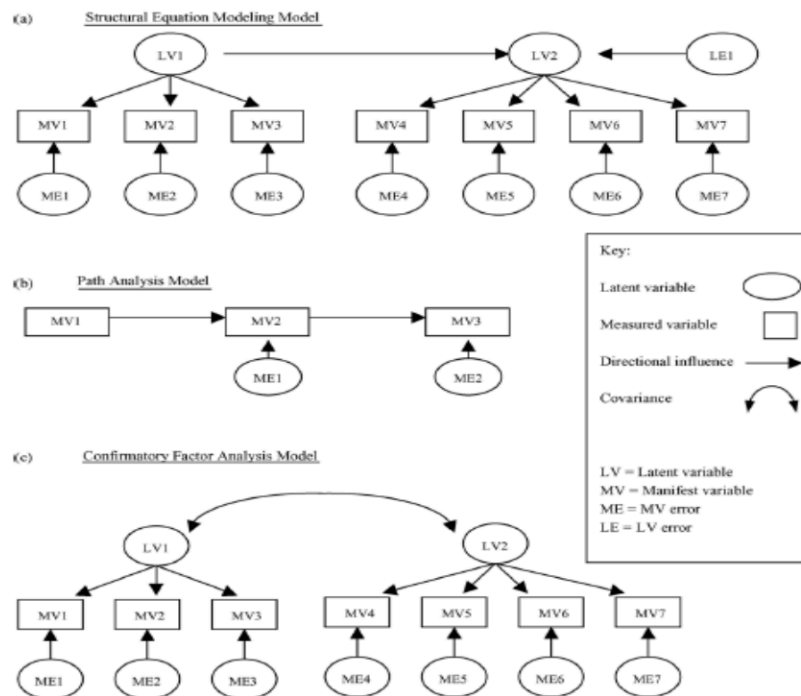 (a) Structural Equation Modeling Model
LV1 LV2 LE1
MV1 MV2 MV3 MV4 MV5 MV6 MV7
ME1 ME2 ME3 ME4 ME5 ME6 ME7
(b) Path Analysis Model
MV1 MV2 MV3
ME1 ME2
Key:
Latent variable
Measured variable
Directional influence
Covariance
LV = Latent variable
MV = Manifest variable
ME = MV error
LE = LV error
(c) Confirmatory Factor Analysis Model
LV1 LV2
MV1 MV2 MV3 MV4 MV5 MV6 MV7
ME1 ME2 ME3 ME4 ME5 ME6 ME7